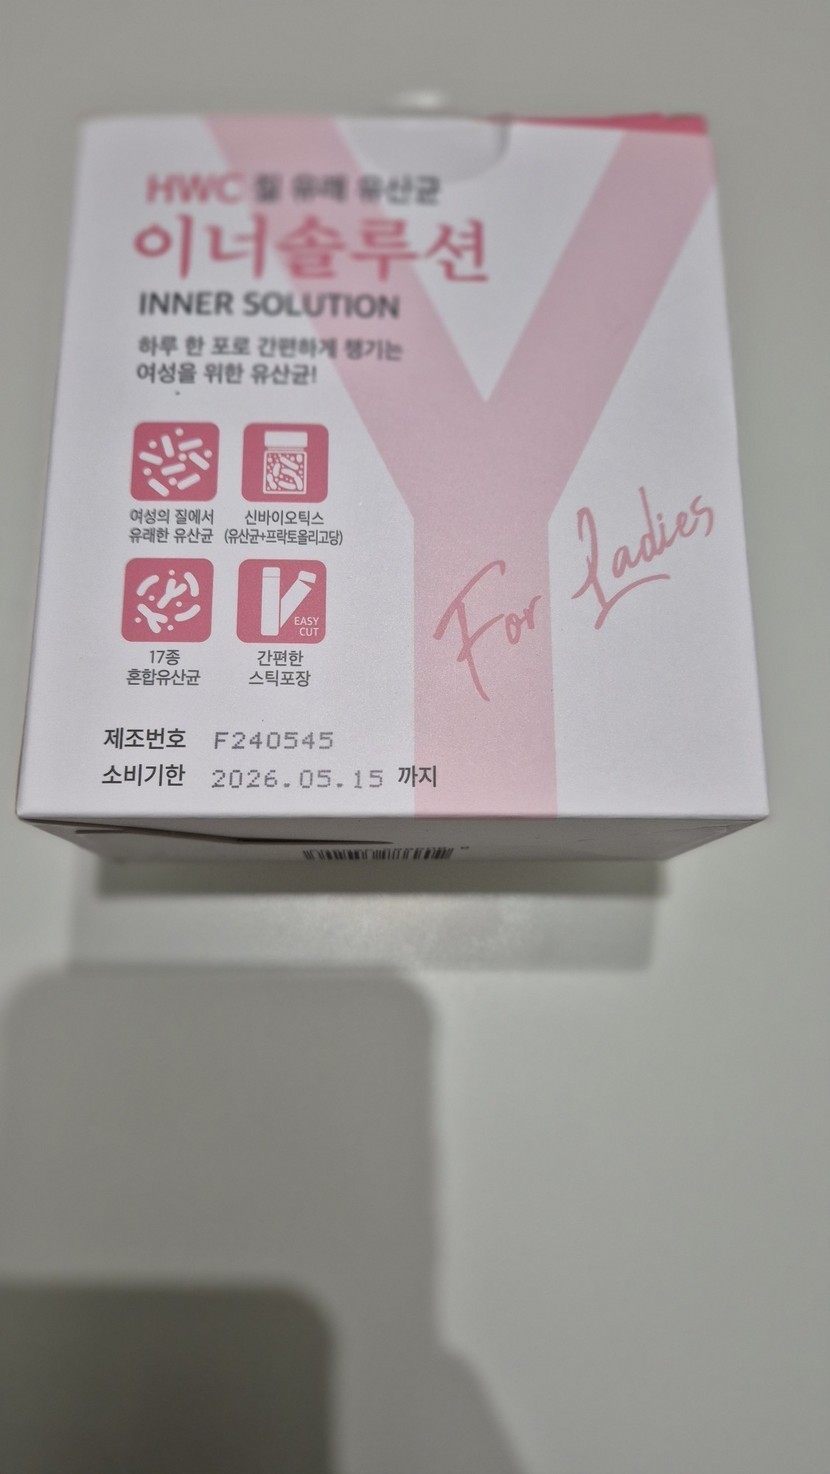 HWC 질 유래 유산균
이너솔루션
INNER SOLUTION
하루 한 포로 간편하게 챙기는
여성을 위한 유산균!
여성의 질에서
유래한 유산균
신바이오틱스
(유산균+프락토올리고당)
17종
혼합유산균
EASY
CUT
간편한
스틱포장
For Ladies
제조번호 F240545
소비기한 2026.05.15 까지